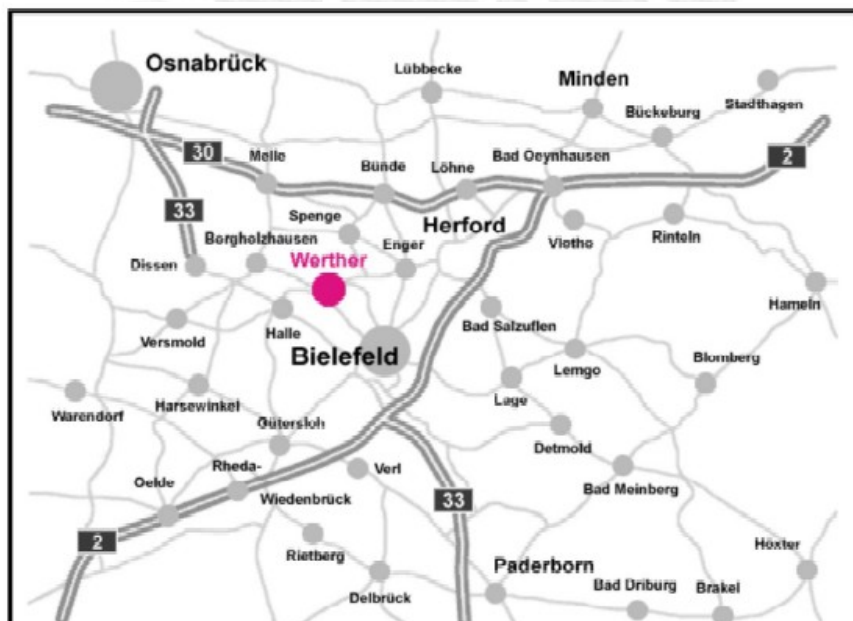 Osnabrück
Lübbecke
Minden
Stadthagen
Bückeburg
30
Melle
Bünde
Löhne
Bad Oeynhausen
2
33
Spenge
Herford
Borgholzhausen
Enger
Vlotho
Rinteln
Dissen
Werther
Hameln
Versmold
Halle
Bad Salzuflen
Bielefeld
Lemgo
Blomberg
Warendorf
Harsewinkel
Lage
Gütersloh
Detmold
Oelde
Rheda-
Wiedenbrück
Verl
33
Bad Meinberg
2
Rietberg
Paderborn
Höxter
Delbrück
Bad Driburg
Brakel